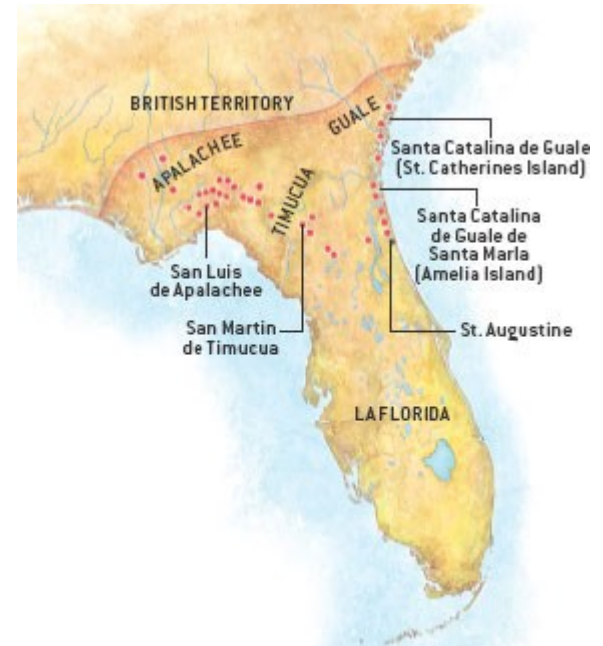 BRITISH TERRITORY
GUALE
APALACHEE
Santa Catalina de Guale
(St. Catherines Island)
TIMUCUA
Santa Catalina
de Guale de
Santa Marla
(Amelia Island)
San Luis
de Apalachee
San Martin
de Timucua
St. Augustine
LA FLORIDA